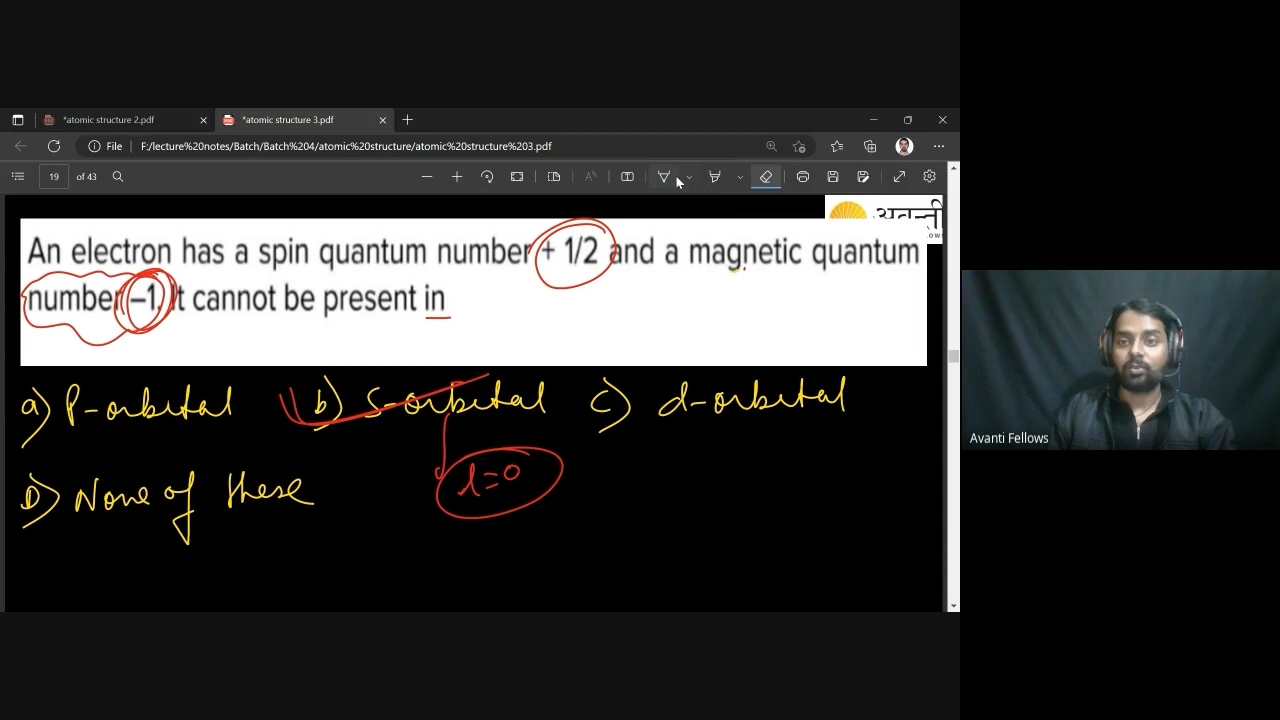 *atomic structure 2.pdf
*atomic structure 3.pdf
File F:/lecture%20notes/Batch/Batch%204/atomic%20structure/atomic%20structure%203.pdf
19 of 43
अवन्ती
An electron has a spin quantum number + 1/2 and a magnetic quantum
number –1. It cannot be present in
a) P-orbital b) S-orbital c) d-orbital
l=0
D) None of these
Avanti Fellows